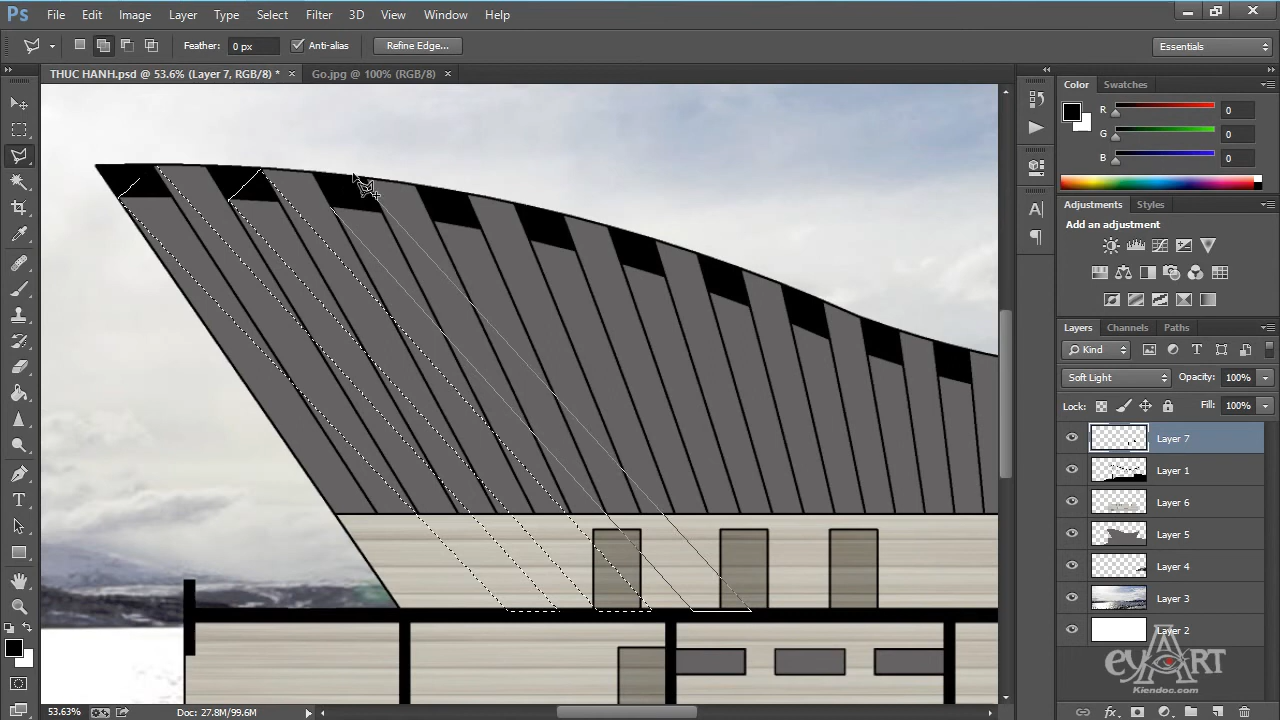 Ps File Edit Image Layer Type Select Filter 3D View Window Help
Feather: 0 px Anti-alias Refine Edge... Essentials
THUC HANH.psd @ 53.6% (Layer 7, RGB/8) * × Go.jpg @ 100% (RGB/8) ×
Color Swatches
R 0
G 0
B 0
Adjustments Styles
Add an adjustment
Layers Channels Paths
Kind
Soft Light Opacity: 100%
Lock: Fill: 100%
Layer 7
Layer 1
Layer 6
Layer 5
Layer 4
Layer 3
Layer 2
eyART
Kiendoc.com
53.63% Doc: 27.8M/99.6M